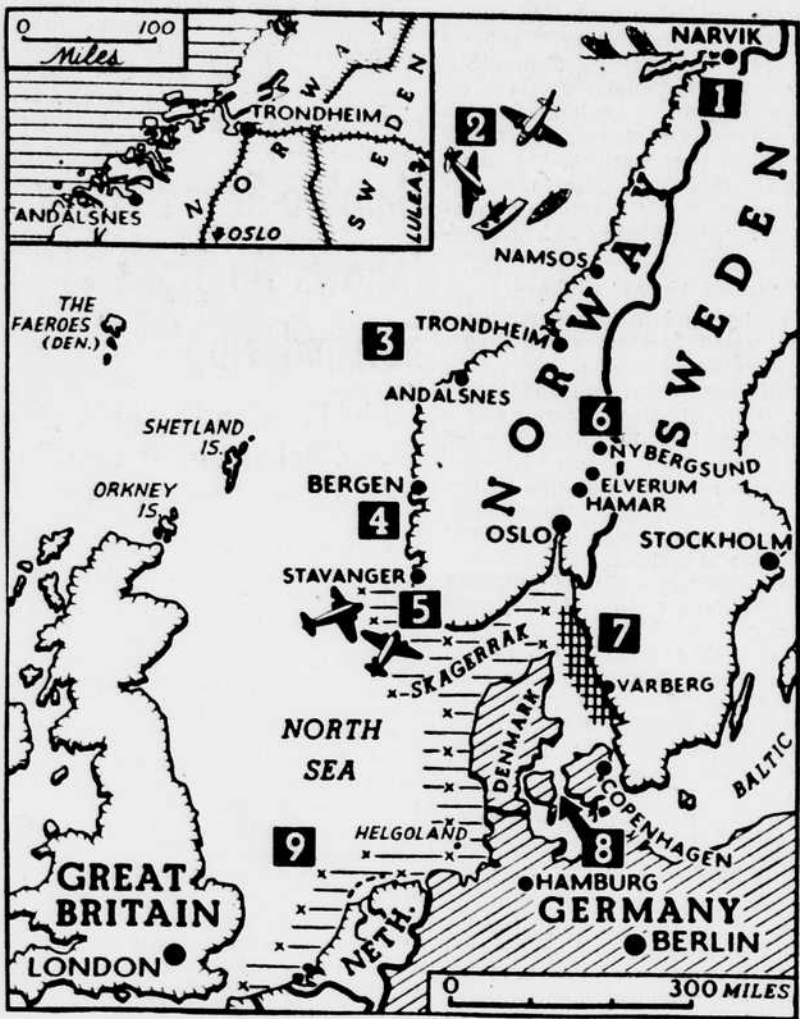 0 100
Miles
TRONDHEIM
ANDALSNES
OSLO
LULEA
NORWAY
SWEDEN
NARVIK
1
2
NAMSOS
NORWAY
SWEDEN
THE
FAEROES
(DEN.)
3
TRONDHEIM
ANDALSNES
6
SHETLAND
IS.
NYBERGSUND
ELVERUM
HAMAR
ORKNEY
IS.
BERGEN
4
OSLO
STOCKHOLM
STAVANGER
5
7
SKAGERRAK
VARBERG
NORTH
SEA
DENMARK
BALTIC
COPENHAGEN
HELGOLAND
9
8
GREAT
BRITAIN
HAMBURG
GERMANY
NETH.
BERLIN
LONDON
0 300 MILES